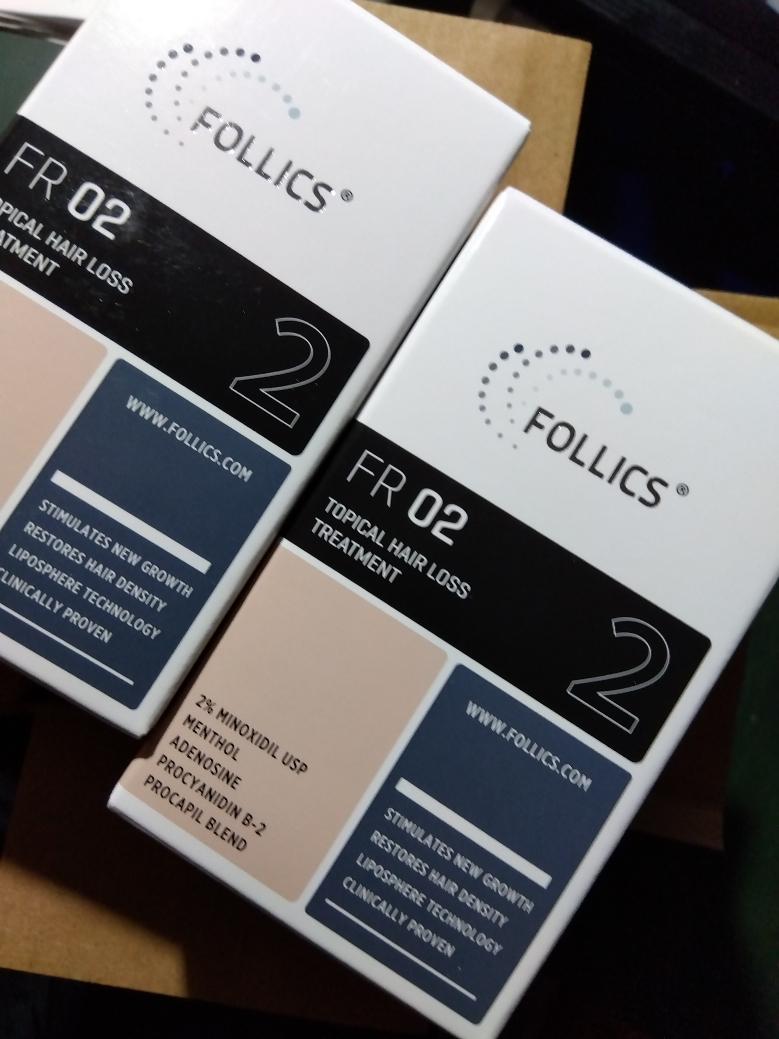 FOLLICS®
FR 02
TOPICAL HAIR LOSS
TREATMENT
2
WWW.FOLLICS.COM
STIMULATES NEW GROWTH
RESTORES HAIR DENSITY
LIPOSPHERE TECHNOLOGY
CLINICALLY PROVEN
FOLLICS®
FR 02
TOPICAL HAIR LOSS
TREATMENT
2
2% MINOXIDIL USP
MENTHOL
ADENOSINE
PROCYANIDIN B-2
PROCAPIL BLEND
WWW.FOLLICS.COM
STIMULATES NEW GROWTH
RESTORES HAIR DENSITY
LIPOSPHERE TECHNOLOGY
CLINICALLY PROVEN